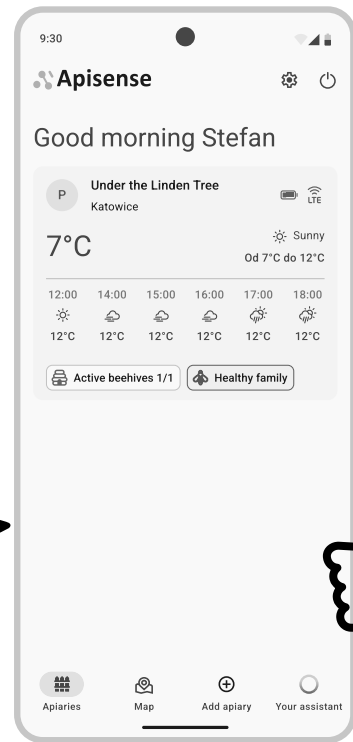 9:30
Apisense
Good morning Stefan
P
Under the Linden Tree
Katowice
LTE
7°C
Sunny
Od 7°C do 12°C
12:00 14:00 15:00 16:00 17:00 18:00
12°C 12°C 12°C 12°C 12°C 12°C
Active beehives 1/1 Healthy family
Apiaries Map Add apiary Your assistant